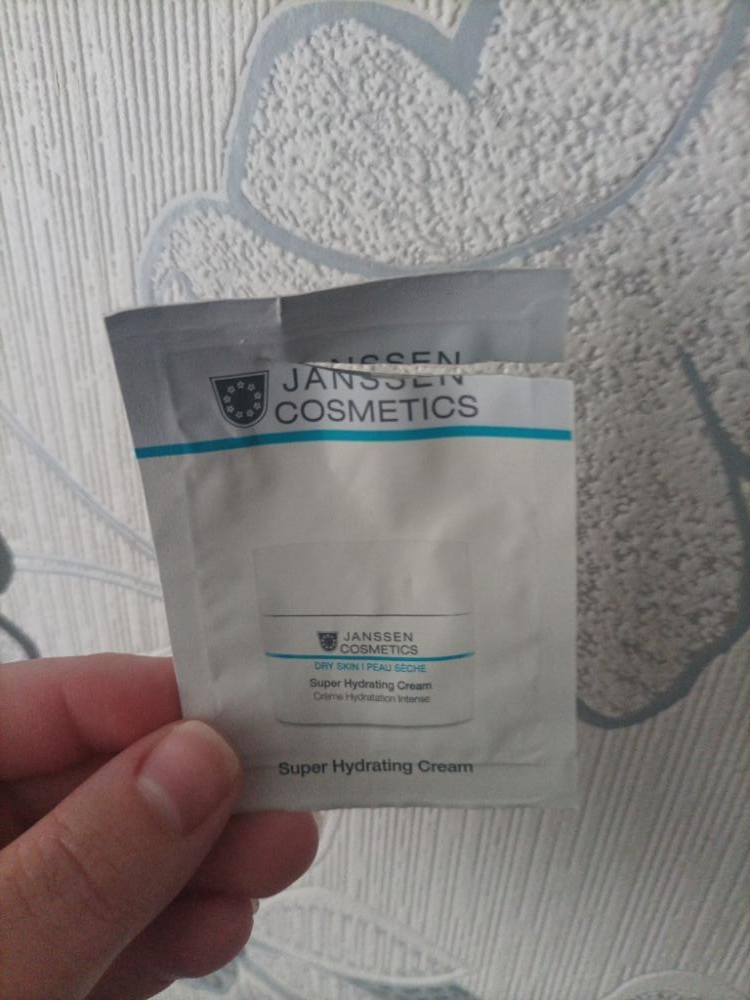 JANSSEN
COSMETICS
JANSSEN
COSMETICS
DRY SKIN | PEAU SÈCHE
Super Hydrating Cream
Crème Hydratation Intense
Super Hydrating Cream